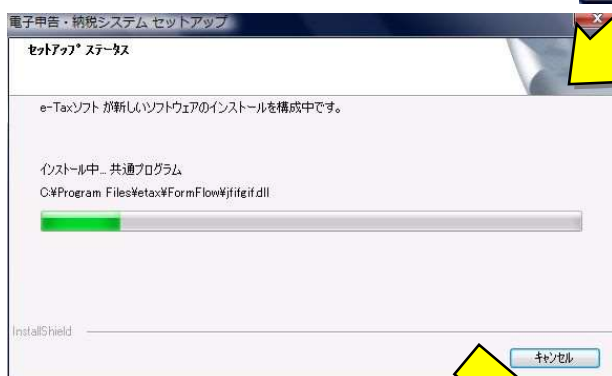 電子申告・納税システム セットアップ
セットアップ ステータス
e-Taxソフト が新しいソフトウェアのインストールを構成中です。
インストール中... 共通プログラム
C:¥Program Files¥etax¥FormFlow¥jfifgif.dll
InstallShield
キャンセル